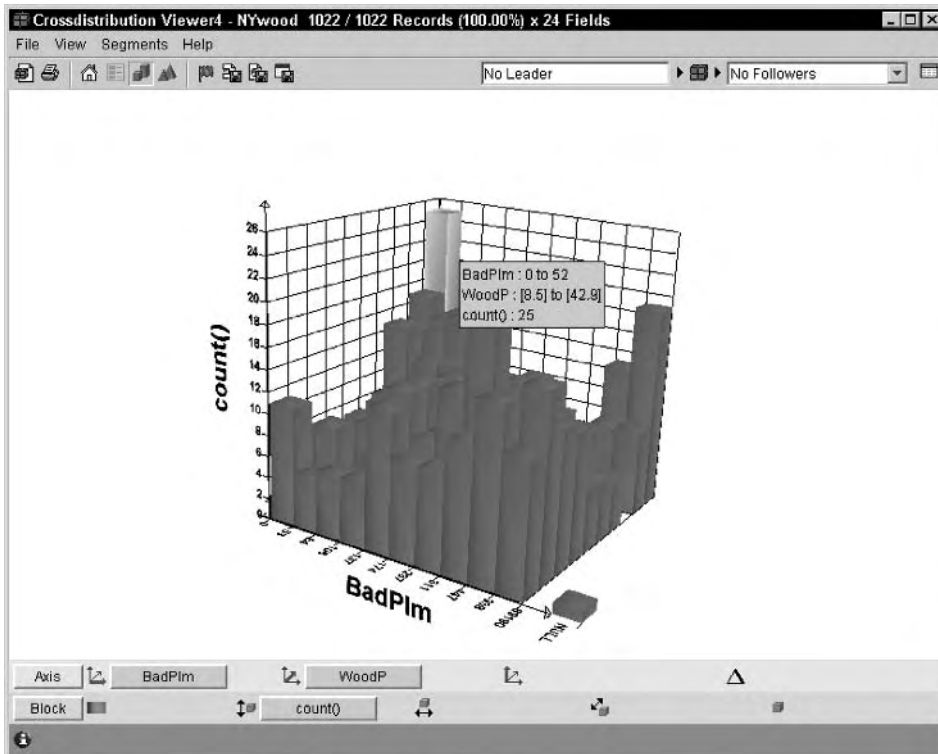 Crossdistribution Viewer4 - NYwood 1022 / 1022 Records (100.00%) x 24 Fields
File View Segments Help
No Leader
No Followers
26
24
22
20
18
16
14
12
10
8
6
4
2
0
count()
BadPlm : 0 to 52
WoodP : [8.5] to [42.9]
count() : 25
BadPlm
NULL
Axis
BadPlm
WoodP
Δ
Block
count()